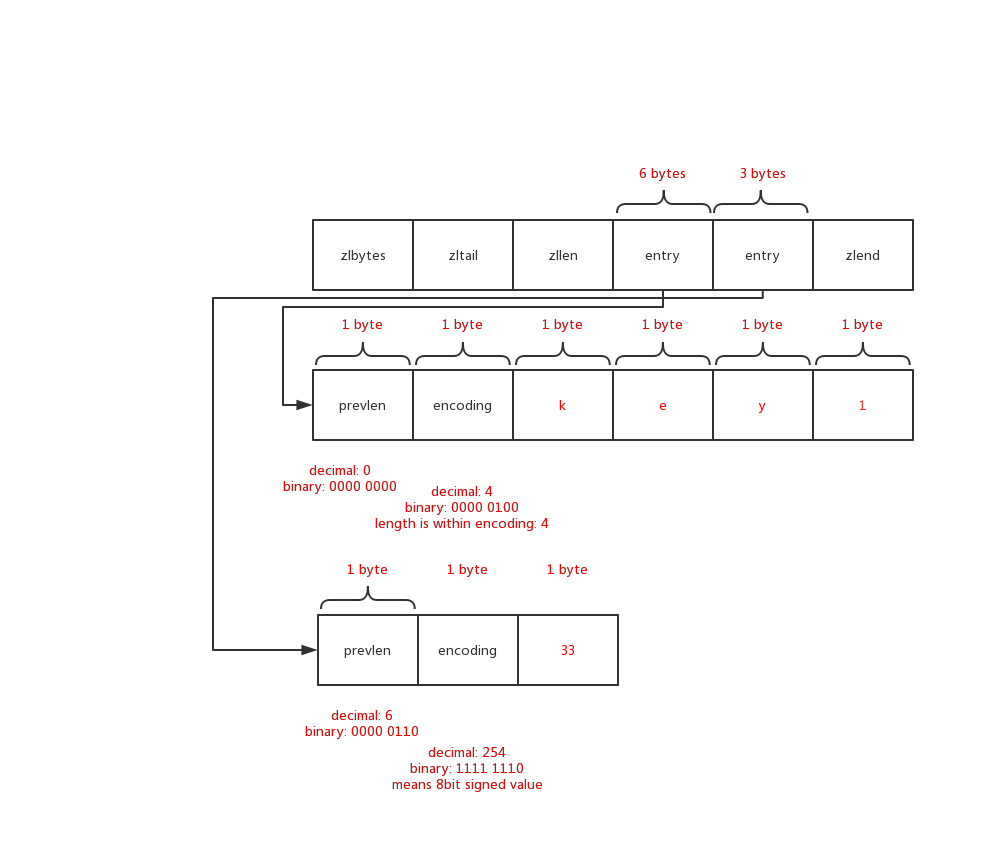 6 bytes 3 bytes
zlbytes zltail zllen entry entry zlend
1 byte 1 byte 1 byte 1 byte 1 byte 1 byte
prevlen encoding k e y 1
decimal: 0
binary: 0000 0000
decimal: 4
binary: 0000 0100
length is within encoding: 4
1 byte 1 byte 1 byte
prevlen encoding 33
decimal: 6
binary: 0000 0110
decimal: 254
binary: 1111 1110
means 8bit signed value